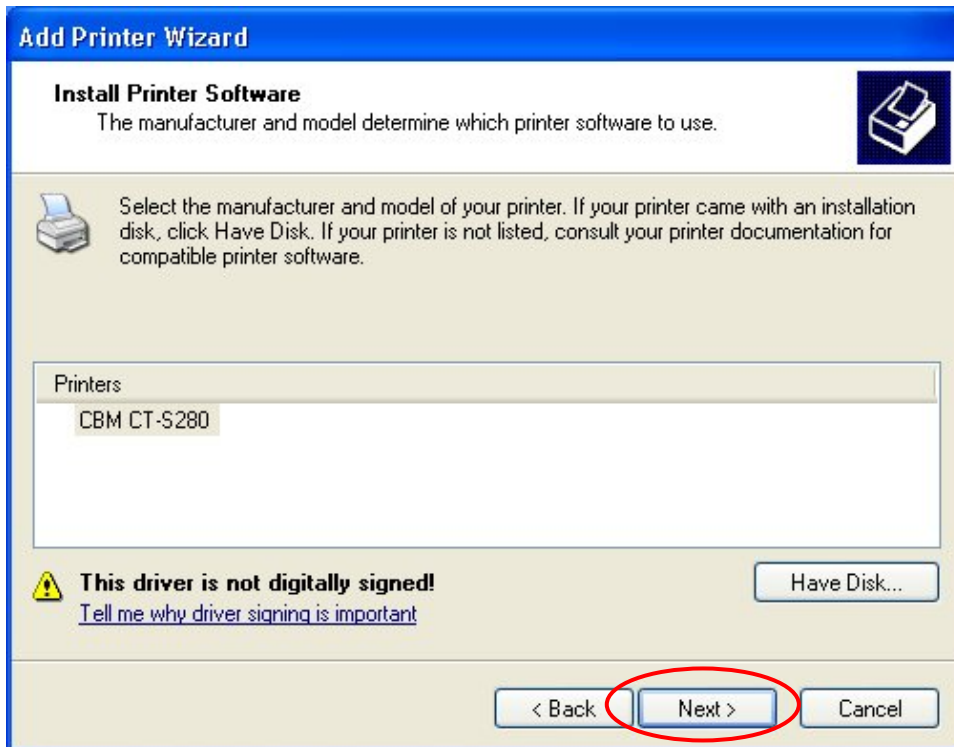 Add Printer Wizard
Install Printer Software
The manufacturer and model determine which printer software to use.
Select the manufacturer and model of your printer. If your printer came with an installation
disk, click Have Disk. If your printer is not listed, consult your printer documentation for
compatible printer software.
Printers
CBM CT-S280
This driver is not digitally signed!
Have Disk...
Tell me why driver signing is important
< Back
Next >
Cancel